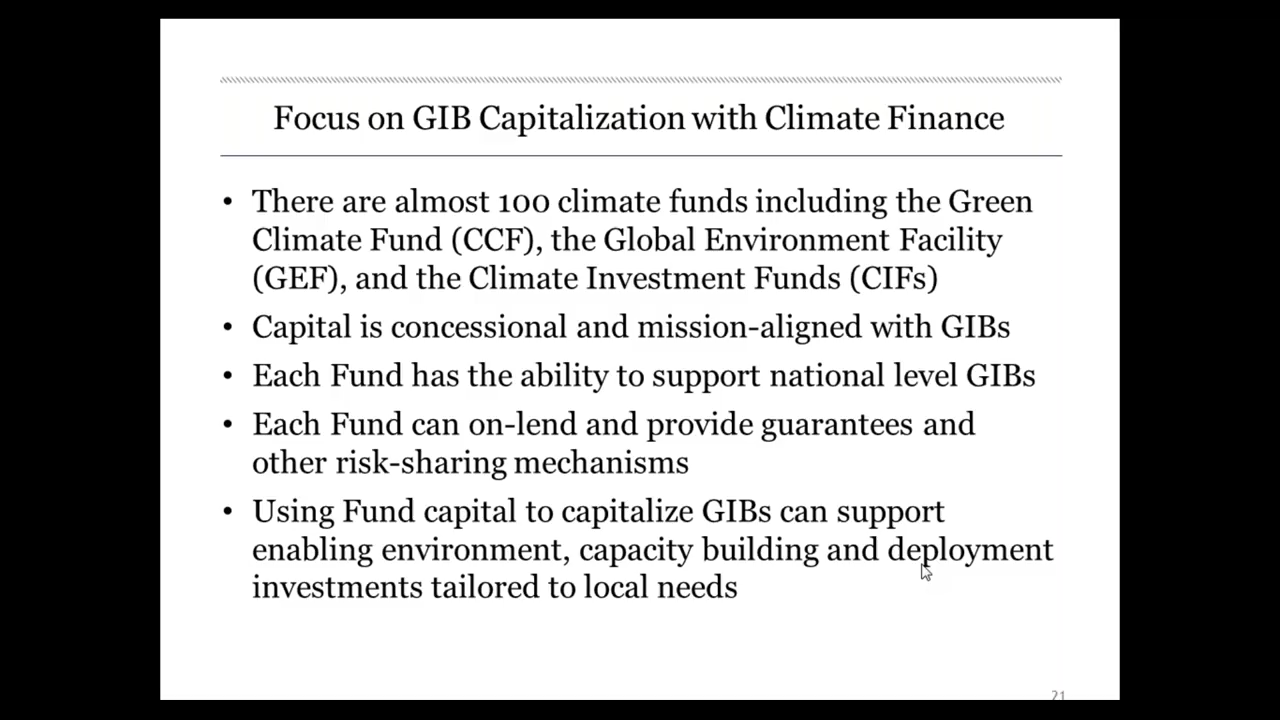 Focus on GIB Capitalization with Climate Finance
• There are almost 100 climate funds including the Green
Climate Fund (CCF), the Global Environment Facility
(GEF), and the Climate Investment Funds (CIFs)
• Capital is concessional and mission-aligned with GIBs
• Each Fund has the ability to support national level GIBs
• Each Fund can on-lend and provide guarantees and
other risk-sharing mechanisms
• Using Fund capital to capitalize GIBs can support
enabling environment, capacity building and deployment
investments tailored to local needs
21